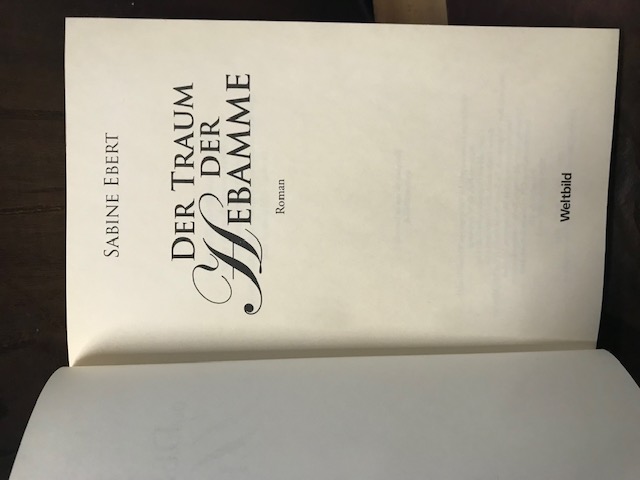 SABINE EBERT
DER TRAUM
DER
HEBAMME
Roman
Weltbild